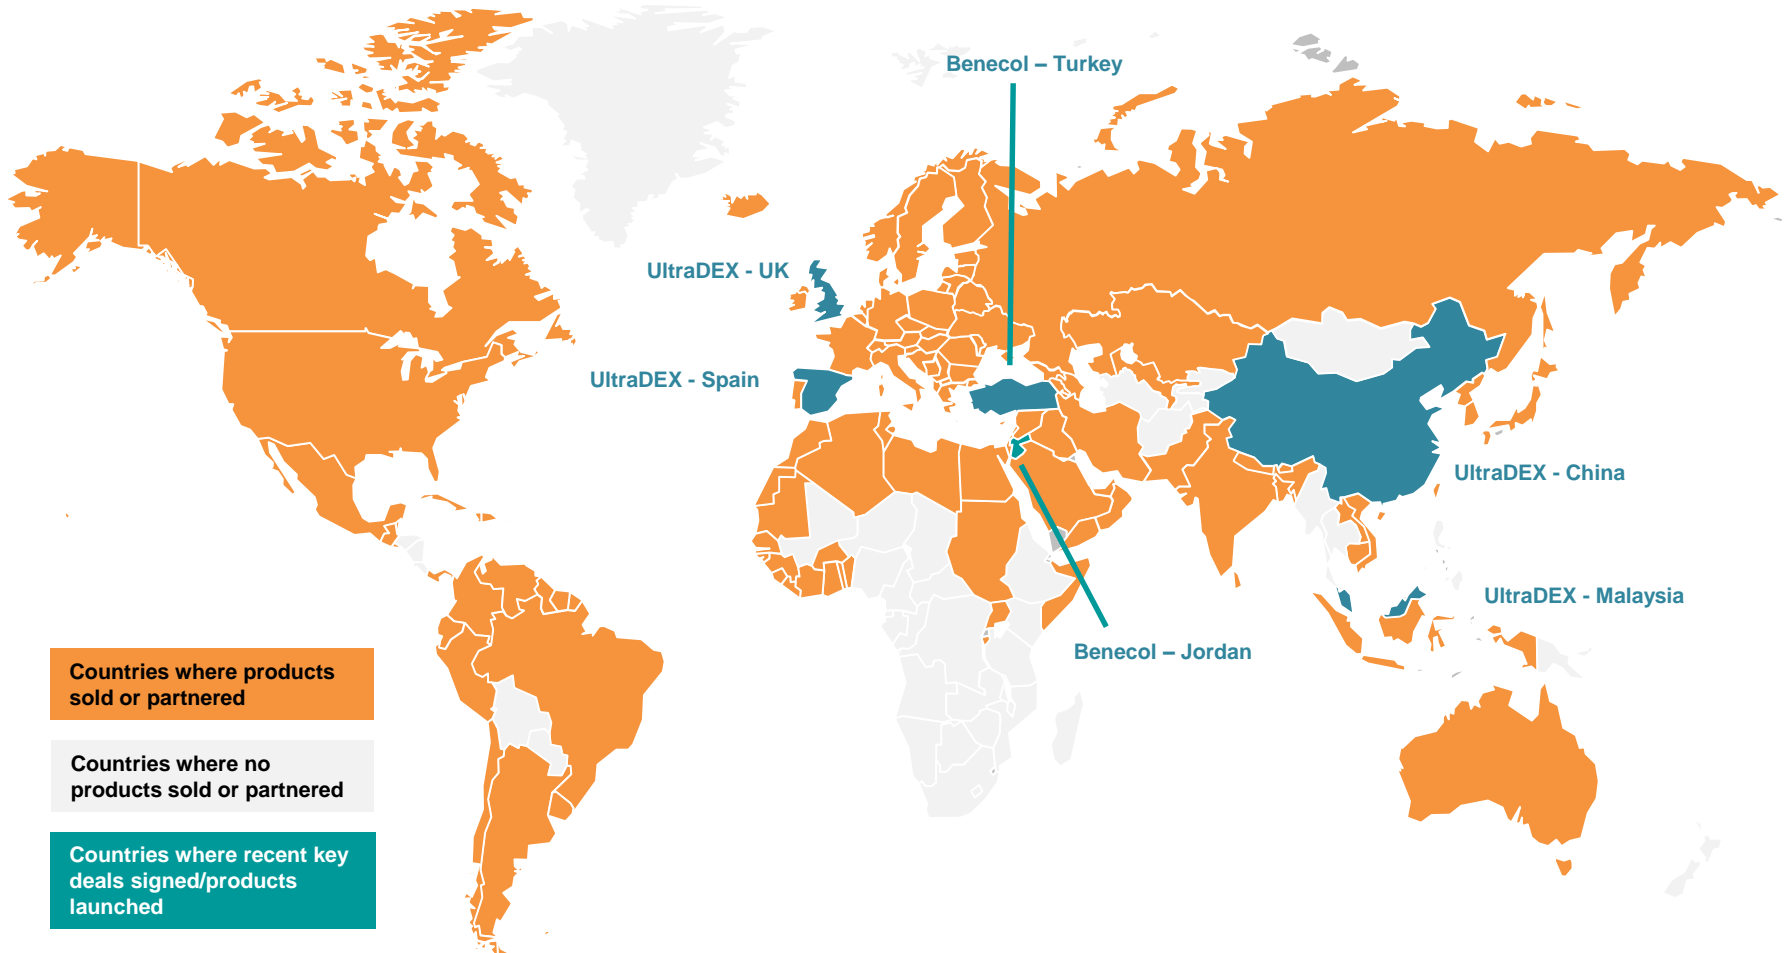 Benecol – Turkey
UltraDEX - UK
UltraDEX - Spain
UltraDEX - China
UltraDEX - Malaysia
Benecol – Jordan
Countries where products
sold or partnered
Countries where no
products sold or partnered
Countries where recent key
deals signed/products
launched